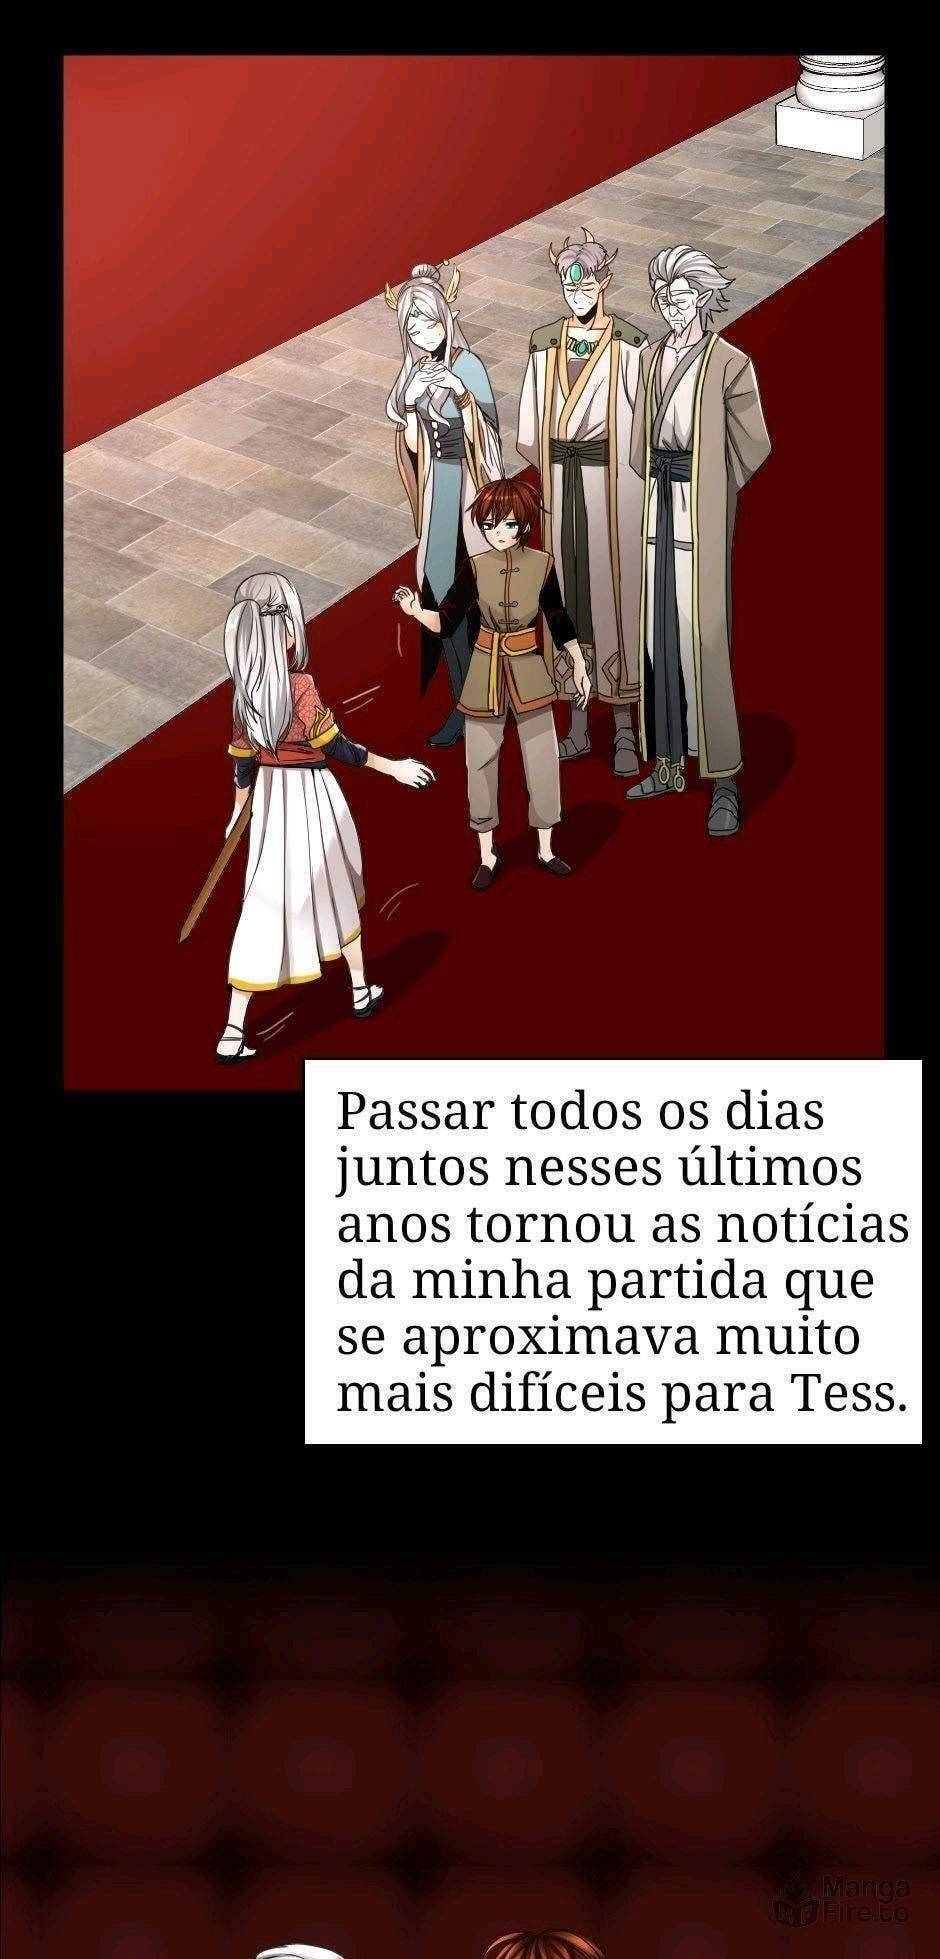 Passar todos os dias
juntos nesses últimos
anos tornou as notícias
da minha partida que
se aproximava muito
mais difíceis para Tess.
Manga
MF Fire.to